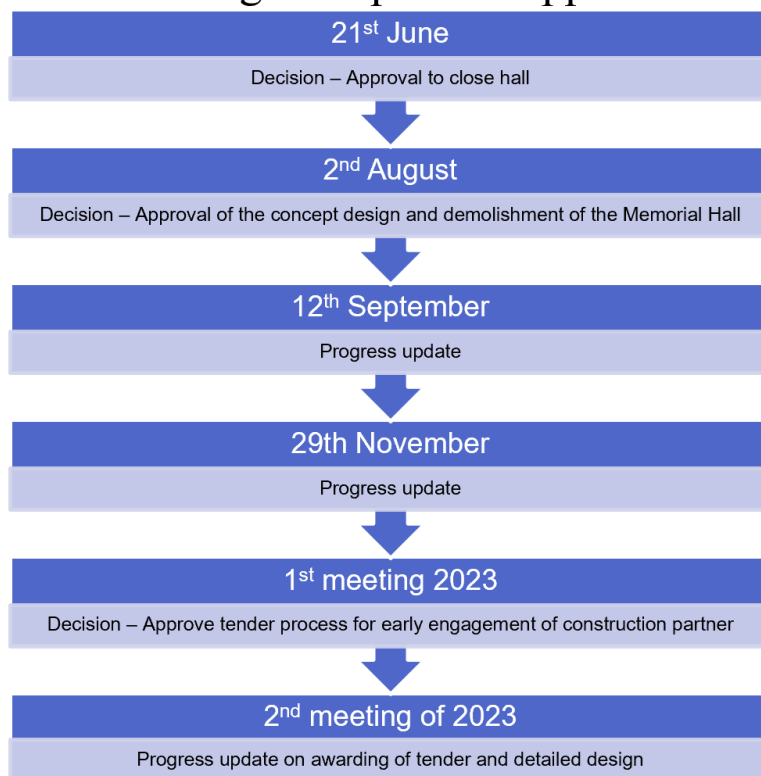 21st June
Decision – Approval to close hall
2nd August
Decision – Approval of the concept design and demolishment of the Memorial Hall
12th September
Progress update
29th November
Progress update
1st meeting 2023
Decision – Approve tender process for early engagement of construction partner
2nd meeting of 2023
Progress update on awarding of tender and detailed design